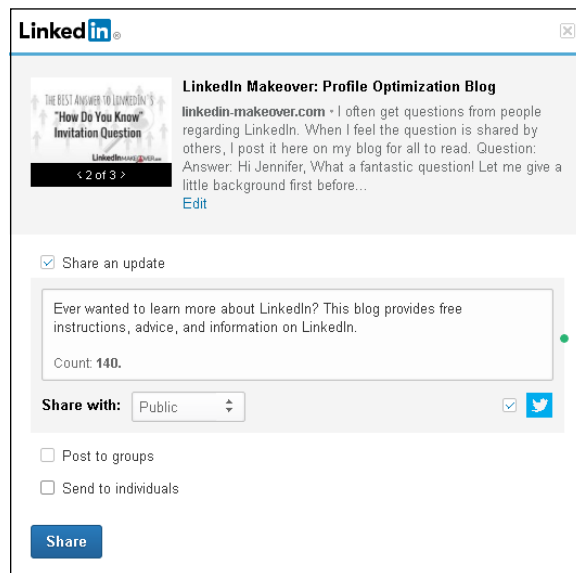 Linked in ®
THE BEST ANSWER TO LINKEDIN'S
"How Do You Know"
Invitation Question
LinkedInMAKEOVER.com
< 2 of 3 >
LinkedIn Makeover: Profile Optimization Blog
linkedin-makeover.com • I often get questions from people
regarding LinkedIn. When I feel the question is shared by
others, I post it here on my blog for all to read. Question:
Answer: Hi Jennifer, What a fantastic question! Let me give a
little background first before...
Edit
Share an update
Ever wanted to learn more about LinkedIn? This blog provides free
instructions, advice, and information on LinkedIn.
Count: 140.
Share with: Public
Post to groups
Send to individuals
Share